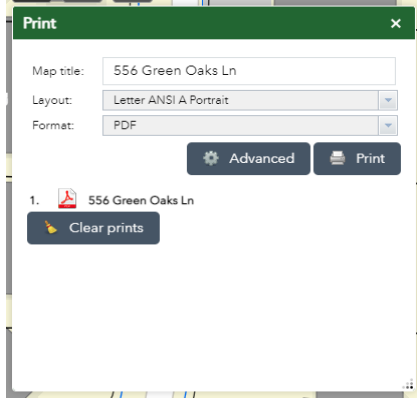 Print
Map title: 556 Green Oaks Ln
Layout: Letter ANSI A Portrait
Format: PDF
Advanced Print
1. 556 Green Oaks Ln
Clear prints